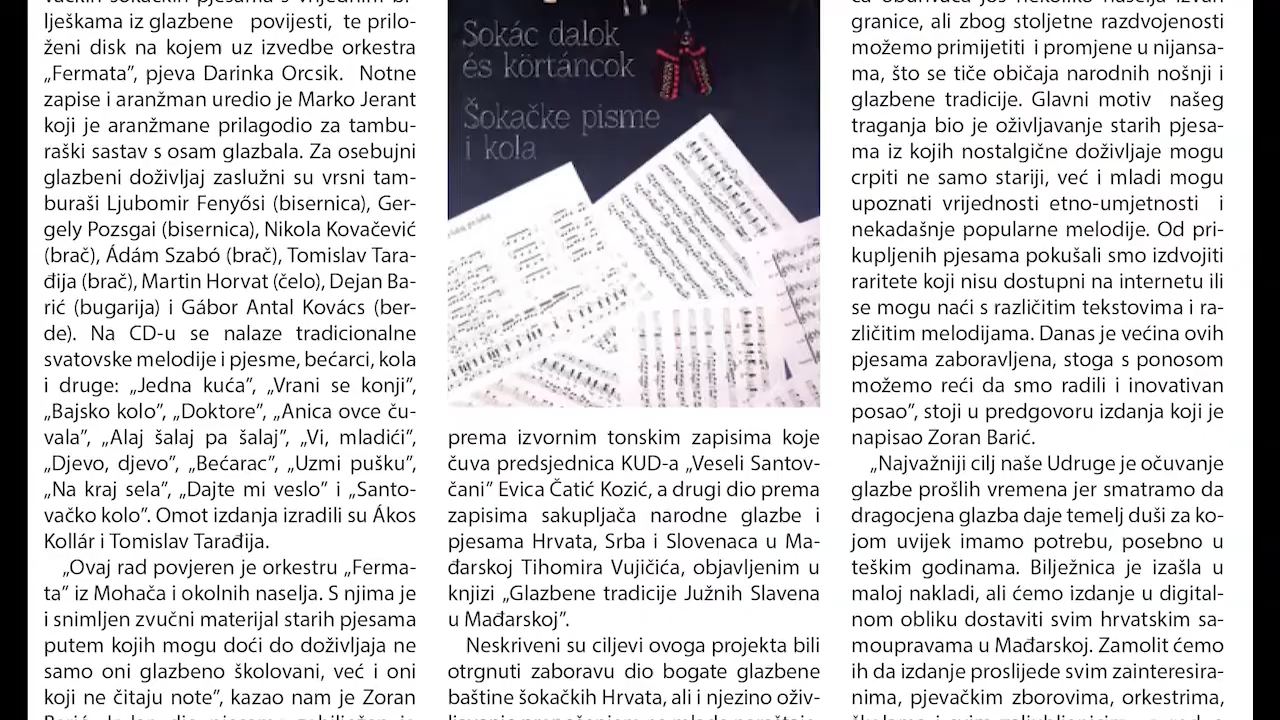 vačkih šokačkih pjesama s vrijednim bi-
lješkama iz glazbene povijesti, te prilo-
ženi disk na kojem uz izvedbe orkestra
„Fermata”, pjeva Darinka Orcsik. Notne
zapise i aranžman uredio je Marko Jerant
koji je aranžmane prilagodio za tambu-
raški sastav s osam glazbala. Za osebujni
glazbeni doživljaj zaslužni su vrsni tam-
buraši Ljubomir Fenyősi (bisernica), Ger-
gely Pozsgai (bisernica), Nikola Kovačević
(brač), Ádám Szabó (brač), Tomislav Tara-
đija (brač), Martin Horvat (čelo), Dejan Ba-
rić (bugarija) i Gábor Antal Kovács (ber-
de). Na CD-u se nalaze tradicionalne
svatovske melodije i pjesme, bećarci, kola
i druge: „Jedna kuća”, „Vrani se konji”,
„Bajsko kolo”, „Doktore”, „Anica ovce ču-
vala”, „Alaj šalaj pa šalaj”, „Vi, mladići”,
„Djevo, djevo”, „Bećarac”, „Uzmi pušku”,
„Na kraj sela”, „Dajte mi veslo” i „Santo-
vačko kolo”. Omot izdanja izradili su Ákos
Kollár i Tomislav Tarađija.
„Ovaj rad povjeren je orkestru „Ferma-
ta” iz Mohača i okolnih naselja. S njima je
i snimljen zvučni materijal starih pjesama
putem kojih mogu doći do doživljaja ne
samo oni glazbeno školovani, već i oni
koji ne čitaju note”, kazao nam je Zoran
Sokác dalok
és körtáncok
Šokačke pisme
i kola
prema izvornim tonskim zapisima koje
čuva predsjednica KUD-a „Veseli Santov-
čani” Evica Čatić Kozić, a drugi dio prema
zapisima sakupljača narodne glazbe i
pjesama Hrvata, Srba i Slovenaca u Ma-
đarskoj Tihomira Vujičića, objavljenim u
knjizi „Glazbene tradicije Južnih Slavena
u Mađarskoj”.
Neskriveni su ciljevi ovoga projekta bili
otrgnuti zaboravu dio bogate glazbene
baštine šokačkih Hrvata, ali i njezino oživ-
ca obuhvaća još nekoliko naselja izvan
granice, ali zbog stoljetne razdvojenosti
možemo primijetiti i promjene u nijansa-
ma, što se tiče običaja narodnih nošnji i
glazbene tradicije. Glavni motiv našeg
traganja bio je oživljavanje starih pjesa-
ma iz kojih nostalgične doživljaje mogu
crpiti ne samo stariji, već i mladi mogu
upoznati vrijednosti etno-umjetnosti i
nekadašnje popularne melodije. Od pri-
kupljenih pjesama pokušali smo izdvojiti
raritete koji nisu dostupni na internetu ili
se mogu naći s različitim tekstovima i ra-
zličitim melodijama. Danas je većina ovih
pjesama zaboravljena, stoga s ponosom
možemo reći da smo radili i inovativan
posao”, stoji u predgovoru izdanja koji je
napisao Zoran Barić.
„Najvažniji cilj naše Udruge je očuvanje
glazbe prošlih vremena jer smatramo da
dragocjena glazba daje temelj duši za ko-
jom uvijek imamo potrebu, posebno u
teškim godinama. Bilježnica je izašla u
maloj nakladi, ali ćemo izdanje u digital-
nom obliku dostaviti svim hrvatskim sa-
moupravama u Mađarskoj. Zamolit ćemo
ih da izdanje proslijede svim zainteresira-
nima, pjevačkim zborovima, orkestrima,